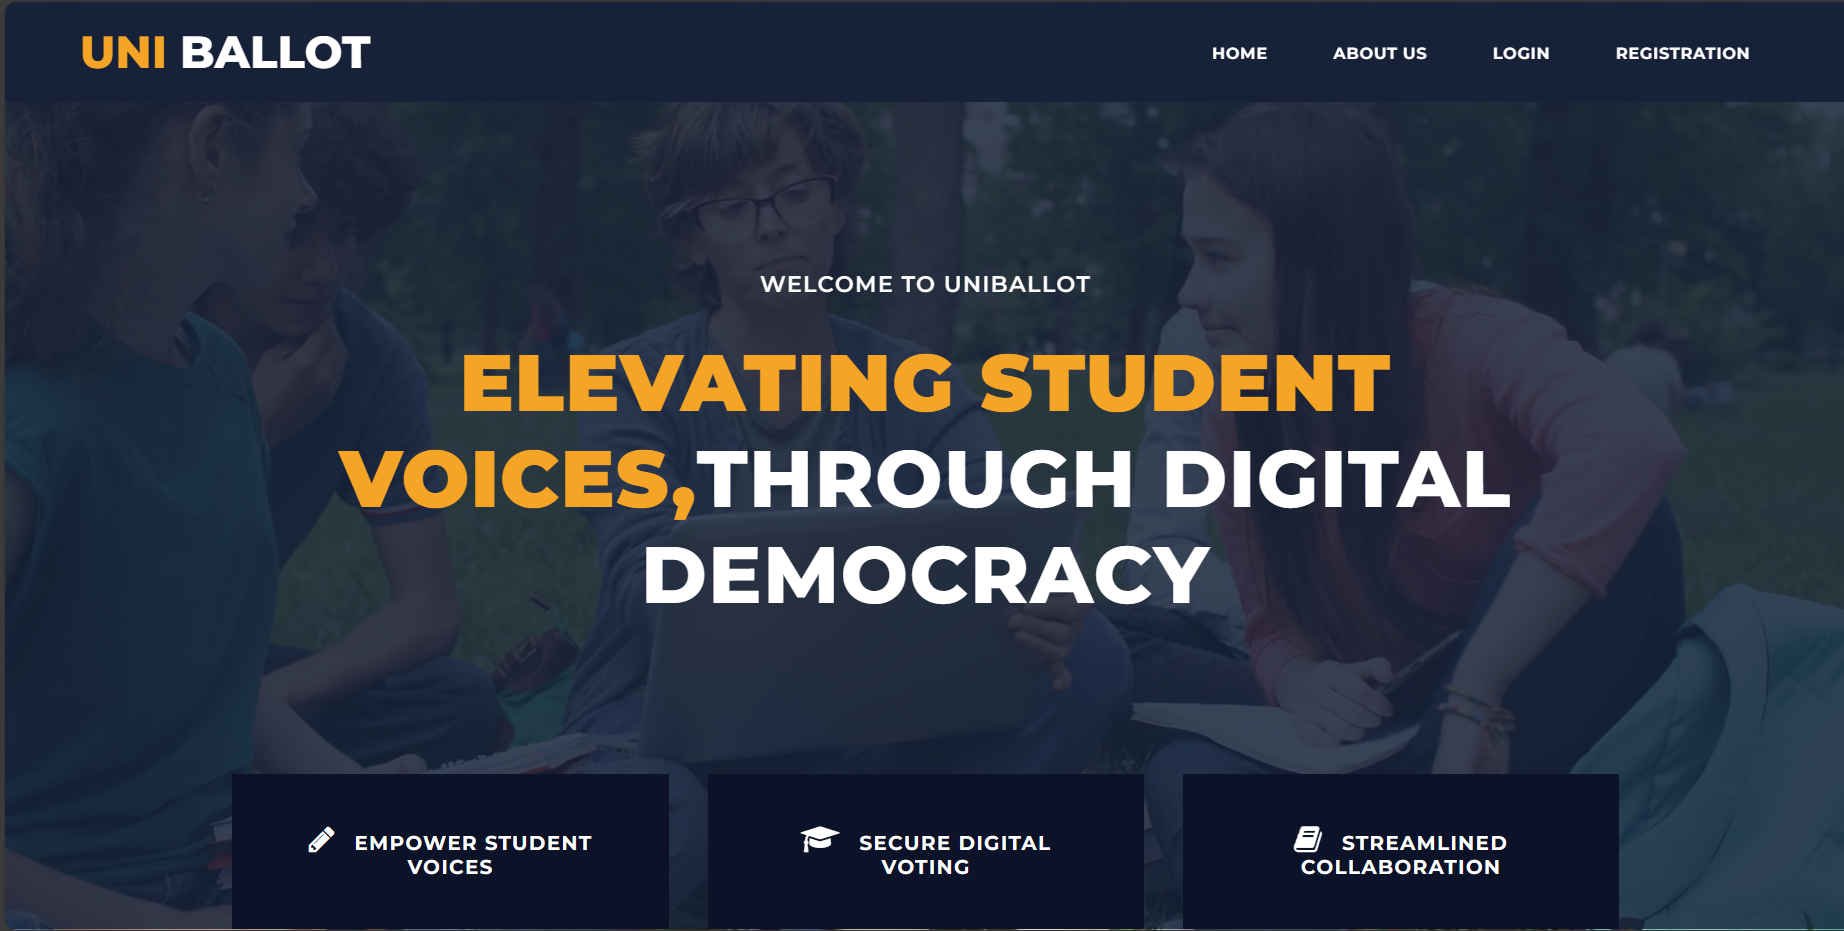 UNI BALLOT
HOME
ABOUT US
LOGIN
REGISTRATION
WELCOME TO UNIBALLOT
ELEVATING STUDENT
VOICES,THROUGH DIGITAL
DEMOCRACY
EMPOWER STUDENT
VOICES
SECURE DIGITAL
VOTING
STREAMLINED
COLLABORATION